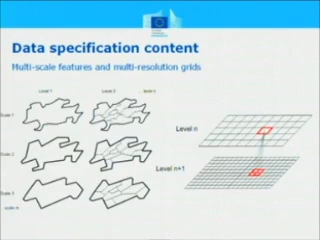 Data specification content
Multi-scale features and multi-resolution grids
Level 1
Level 2
Scale 1
Scale 2
Scale 3
Level n
Level n+1